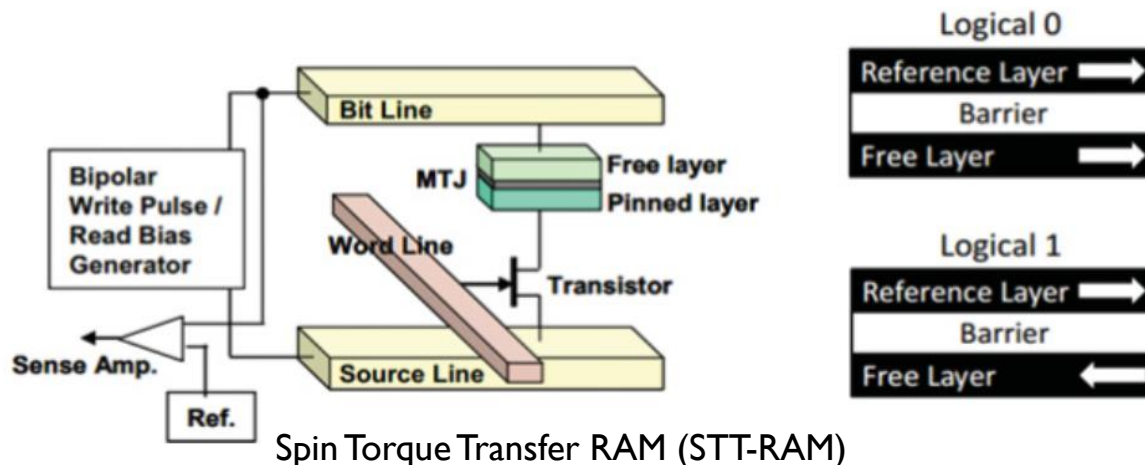 Bit Line
Bipolar
Write Pulse /
Read Bias
Generator
MTJ
Free layer
Pinned layer
Word Line
Transistor
Sense Amp.
Source Line
Ref.
Logical 0
Reference Layer
Barrier
Free Layer
Logical 1
Reference Layer
Barrier
Free Layer
Spin Torque Transfer RAM (STT-RAM)